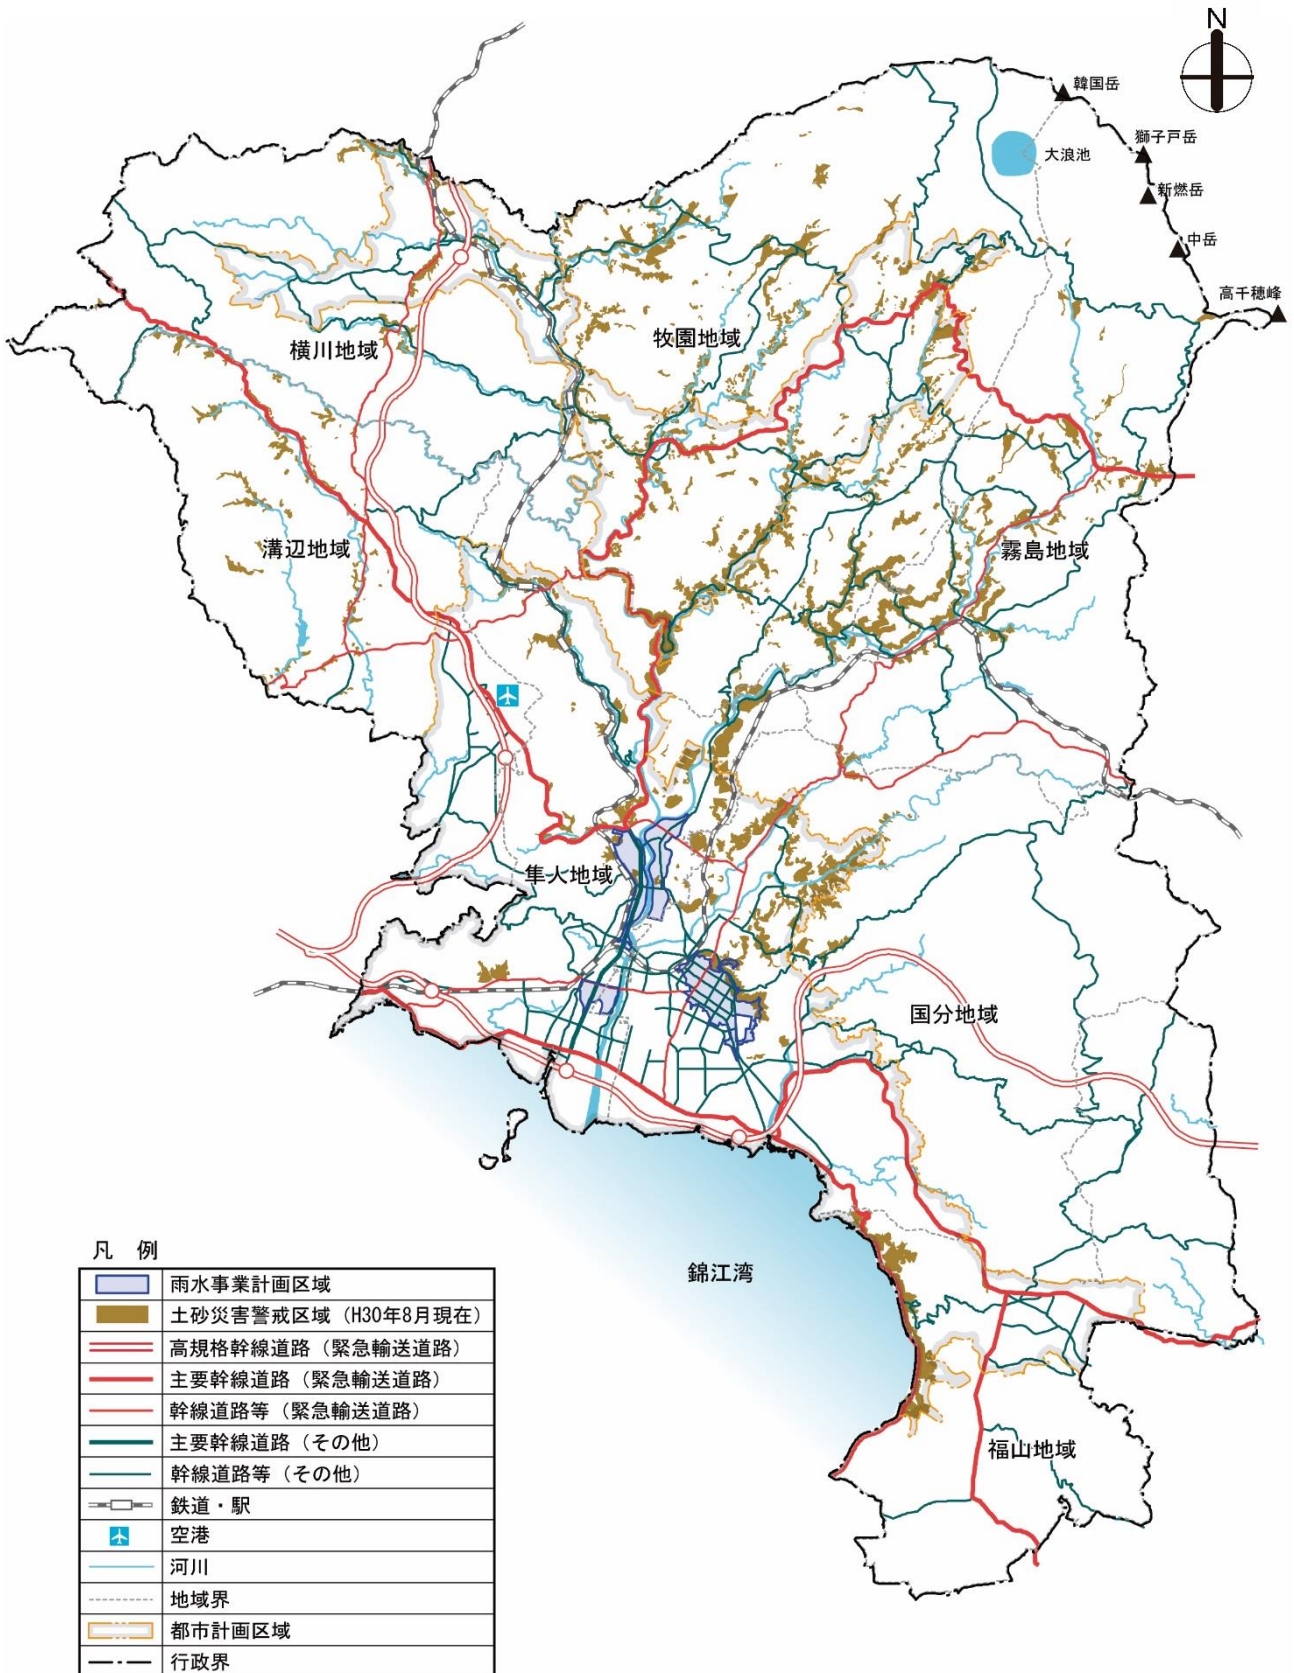 N
韓国岳
獅子戸岳
大浪池
新燃岳
中岳
高千穂峰
牧園地域
横川地域
溝辺地域
霧島地域
隼人地域
国分地域
錦江湾
福山地域
凡 例
雨水事業計画区域
土砂災害警戒区域（H30年8月現在）
高規格幹線道路（緊急輸送道路）
主要幹線道路（緊急輸送道路）
幹線道路等（緊急輸送道路）
主要幹線道路（その他）
幹線道路等（その他）
鉄道・駅
空港
河川
地域界
都市計画区域
行政界